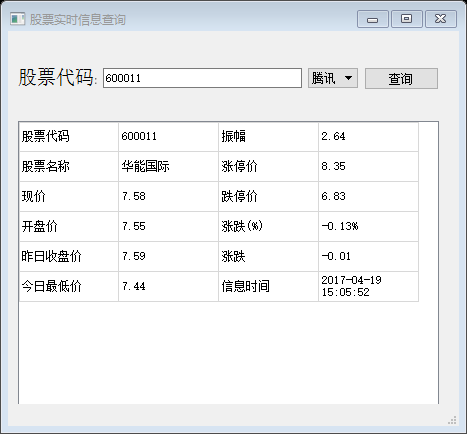 股票实时信息查询
股票代码: 600011 腾讯 查询
股票代码 600011 振幅 2.64
股票名称 华能国际 涨停价 8.35
现价 7.58 跌停价 6.83
开盘价 7.55 涨跌(%) -0.13%
昨日收盘价 7.59 涨跌 -0.01
今日最低价 7.44 信息时间 2017-04-19
15:05:52